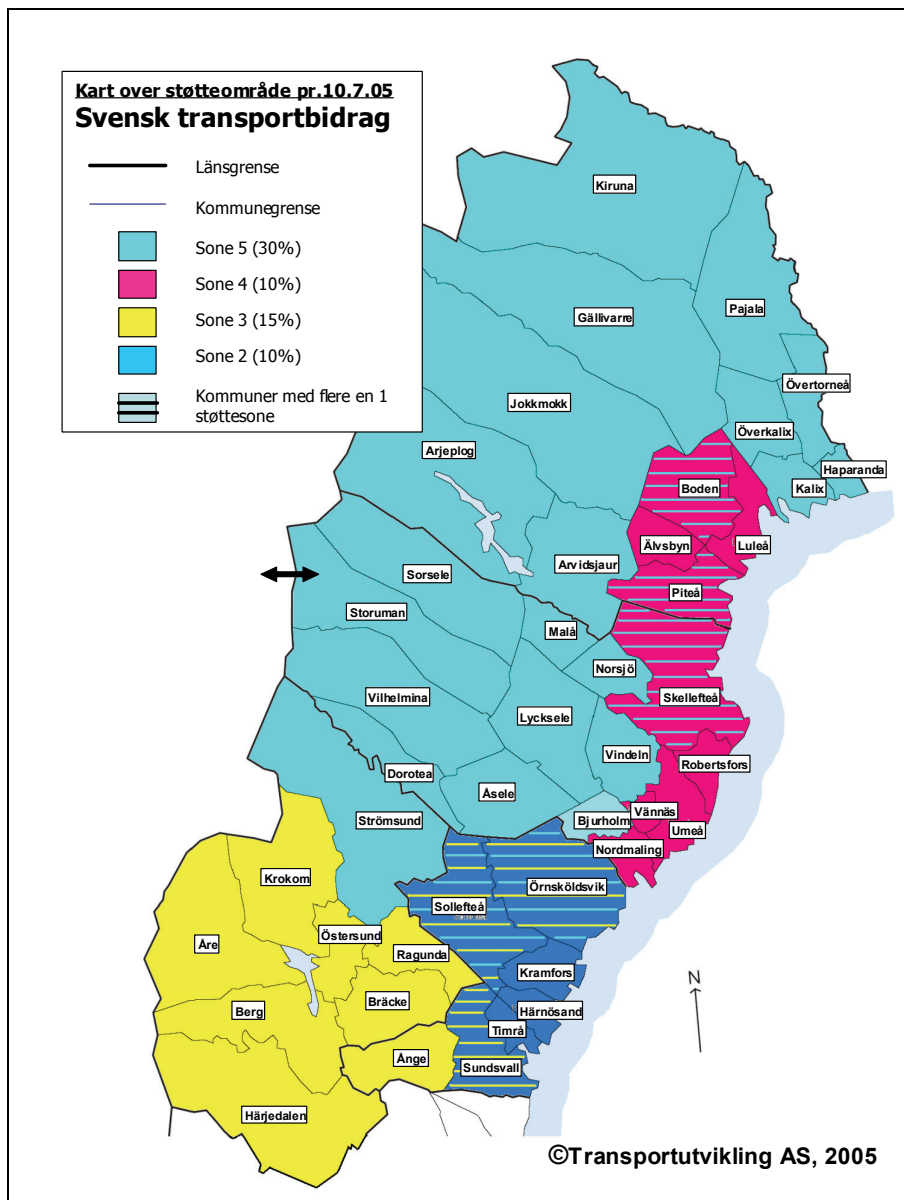 Kart over støtteområde pr.10.7.05
Svensk transportbidrag
Länsgrense
Kommunegrense
Sone 5 (30%)
Sone 4 (10%)
Sone 3 (15%)
Sone 2 (10%)
Kommuner med flere en 1
støttesone
Kiruna
Pajala
Gällivarre
Övertorneå
Jokkmokk
Överkalix
Arjeplog
Haparanda
Kalix
Boden
Älvsbyn
Luleå
Arvidsjaur
Sorsele
Piteå
Storuman
Malå
Norsjö
Vilhelmina
Skellefteå
Lycksele
Vindeln
Robertsfors
Dorotea
Åsele
Vännäs
Bjurholm
Umeå
Strömsund
Nordmaling
Krokom
Örnsköldsvik
Sollefteå
Östersund
Åre
Ragunda
Kramfors
N
Bräcke
Berg
Härnösand
Timrå
Ånge
Sundsvall
Härjedalen
©Transportutvikling AS, 2005